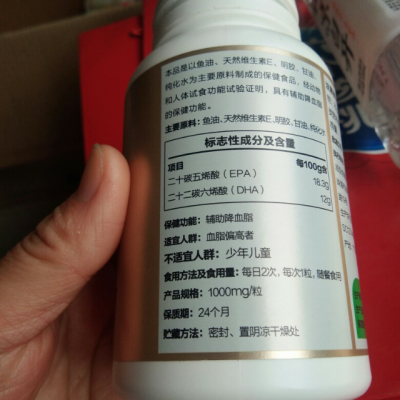 本品是以鱼油、天然维生素E、明胶、甘油、
纯化水为主要原料制成的保健食品，经动物
和人体试食功能试验证明，具有辅助降血脂
的保健功能。
主要原料：鱼油、天然维生素E、明胶、甘油、纯化水
标志性成分及含量
项目 每100g含
二十碳五烯酸（EPA） 18.3g
二十二碳六烯酸（DHA） 12g
保健功能：辅助降血脂
适宜人群：血脂偏高者
不适宜人群：少年儿童
食用方法及食用量：每日2次，每次1粒，随餐食用
产品规格：1000mg/粒
保质期：24个月
贮藏方法：密封、置阴凉干燥处